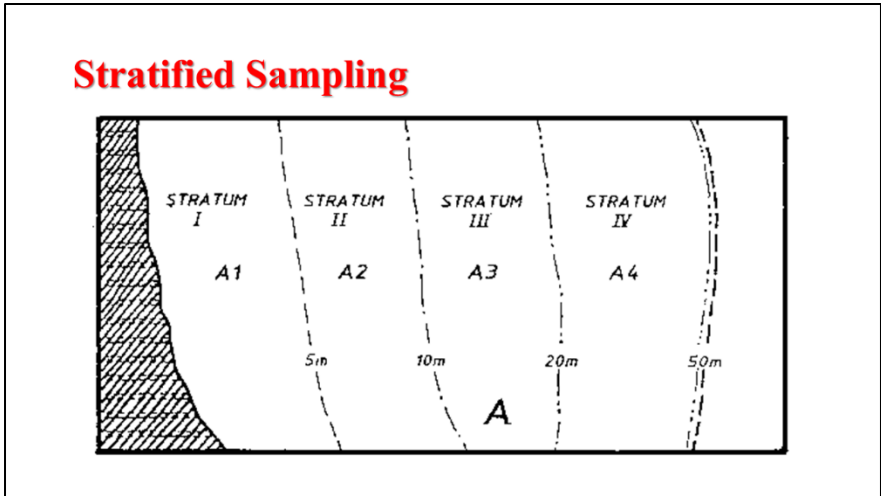 Stratified Sampling
STRATUM STRATUM STRATUM STRATUM
I II III IV
A1 A2 A3 A4
5m 10m 20m 50m
A